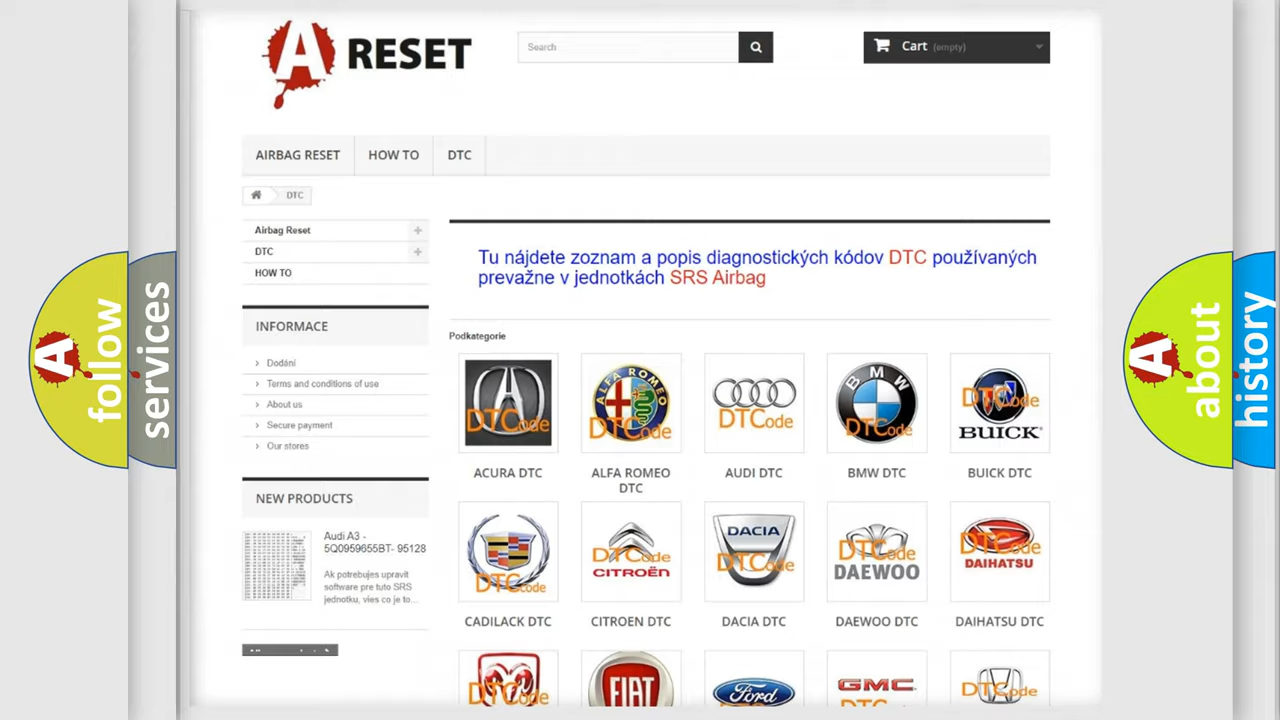 A RESET
Search
Cart (empty)
AIRBAG RESET
HOW TO
DTC
DTC
Airbag Reset
DTC
HOW TO
INFORMACE
Dodání
Terms and conditions of use
About us
Secure payment
Our stores
NEW PRODUCTS
Audi A3 -
5Q0959655BT- 95128
Ak potrebujes upravit
software pre tuto SRS
jednotku, vies co je to...
Tu nájdete zoznam a popis diagnostických kódov DTC používaných
prevažne v jednotkách SRS Airbag
Podkategorie
DTCode
ALFA ROMEO
DTCode
DTCode
BMW
DTCode
DTCode
BUICK
ACURA DTC
ALFA ROMEO
DTC
AUDI DTC
BMW DTC
BUICK DTC
DTCode
DTCode
CITROËN
DACIA
DTCode
DTCode
DAEWOO
DTCode
DAIHATSU
CADILACK DTC
CITROEN DTC
DACIA DTC
DAEWOO DTC
DAIHATSU DTC
DTCode
FIAT
Ford
GMC
DTCode
A follow
services
A about
history